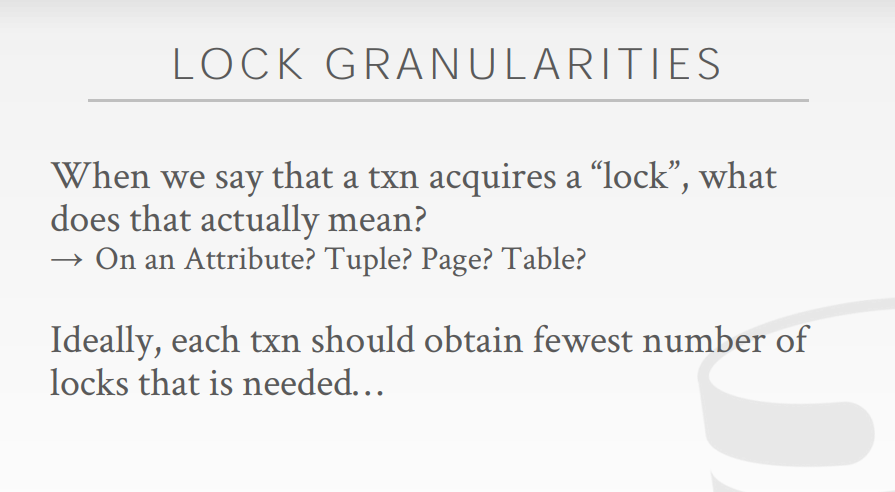 LOCK GRANULARITIES
When we say that a txn acquires a “lock”, what
does that actually mean?
→ On an Attribute? Tuple? Page? Table?
Ideally, each txn should obtain fewest number of
locks that is needed…